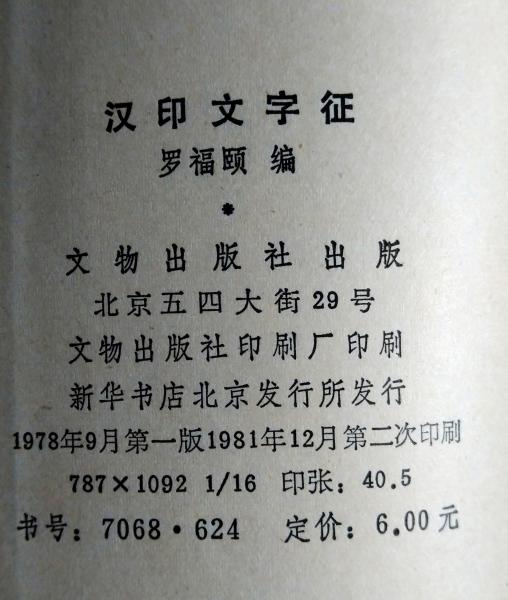 汉印文字征
罗福颐 编
*
文物出版社出版
北京五四大街29号
文物出版社印刷厂印刷
新华书店北京发行所发行
1978年9月第一版1981年12月第二次印刷
787×1092 1/16 印张：40.5
书号：7068·624 定价：6.00元